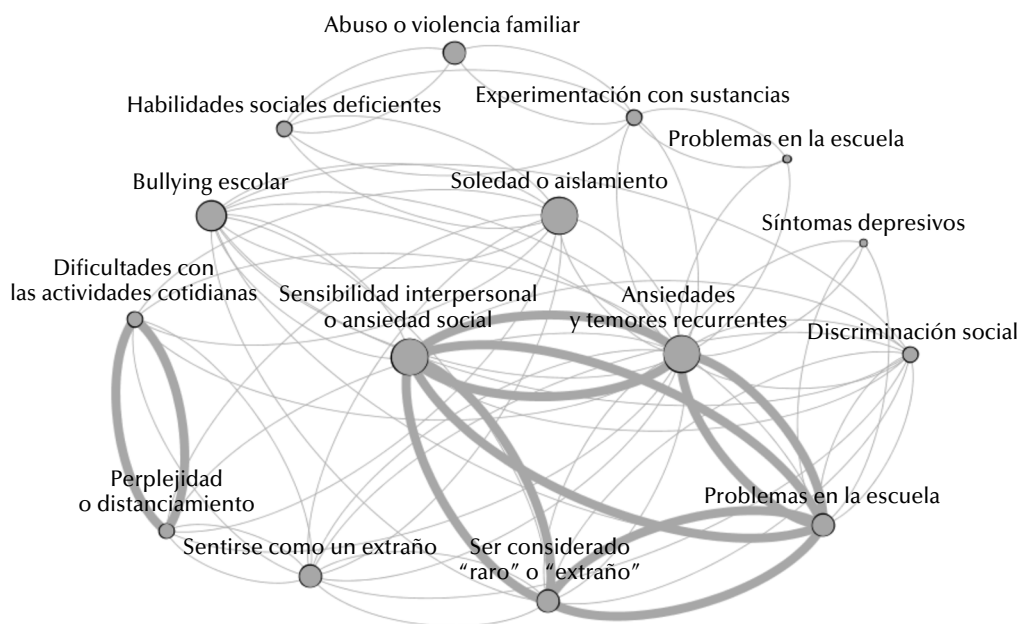 Abuso o violencia familiar
Experimentación con sustancias
Habilidades sociales deficientes
Problemas en la escuela
Bullying escolar
Soledad o aislamiento
Síntomas depresivos
Dificultades con
las actividades cotidianas
Sensibilidad interpersonal
o ansiedad social
Ansiedades
y temores recurrentes
Discriminación social
Perplejidad
o distanciamiento
Problemas en la escuela
Sentirse como un extraño
Ser considerado
“raro” o “extraño”